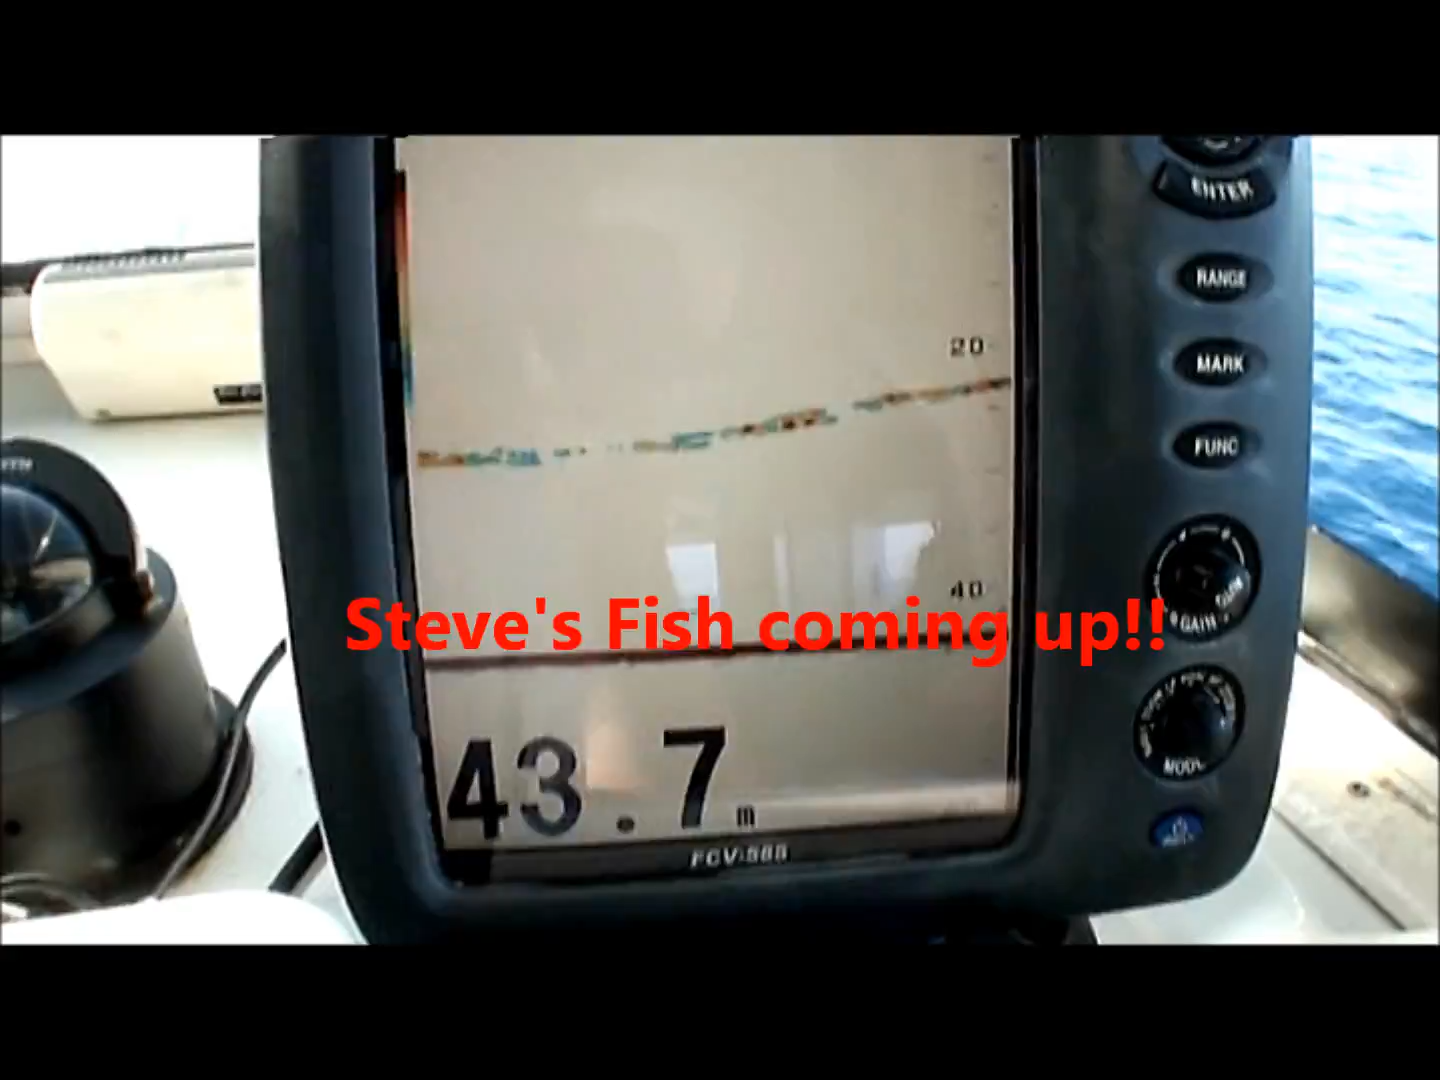 ENTER
RANGE
20
MARK
FUNC
40
Steve's Fish coming up!!
GAIN
MODE
43.7 m
FCV-585